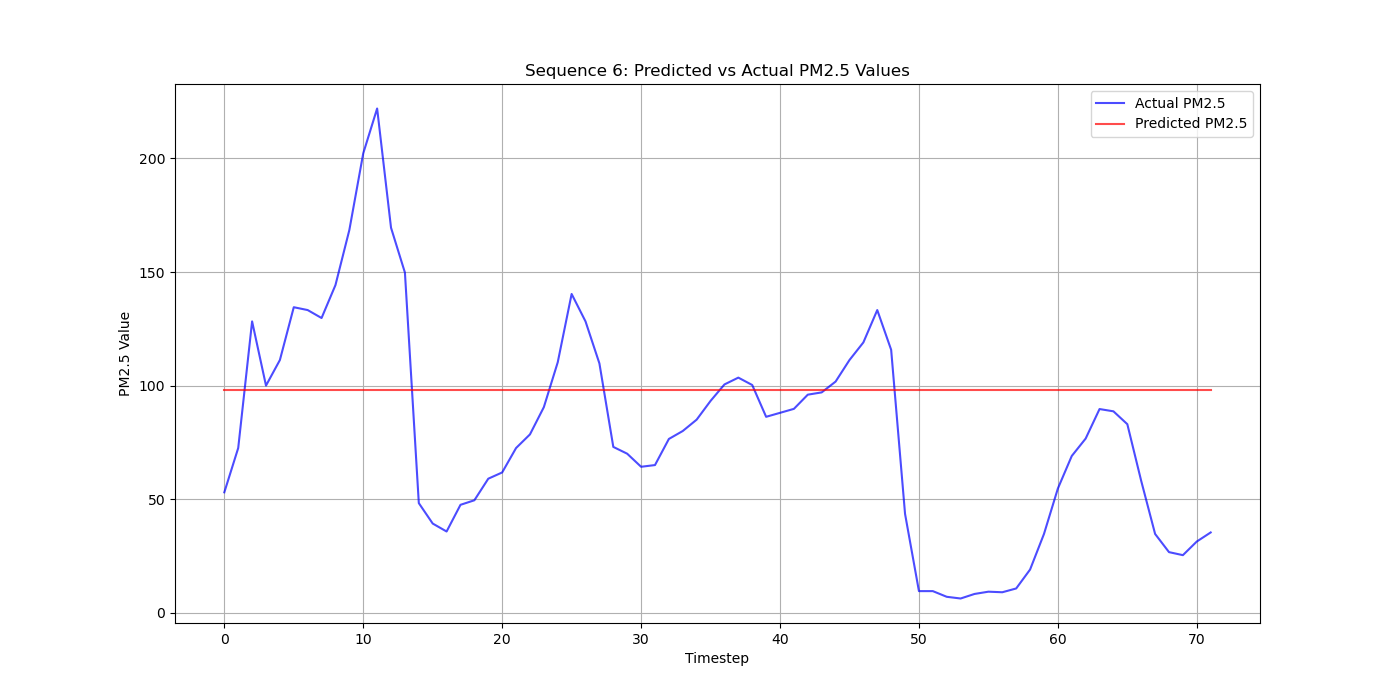 Sequence 6: Predicted vs Actual PM2.5 Values
Actual PM2.5
Predicted PM2.5
PM2.5 Value
200
150
100
50
0
0 10 20 30 40 50 60 70
Timestep